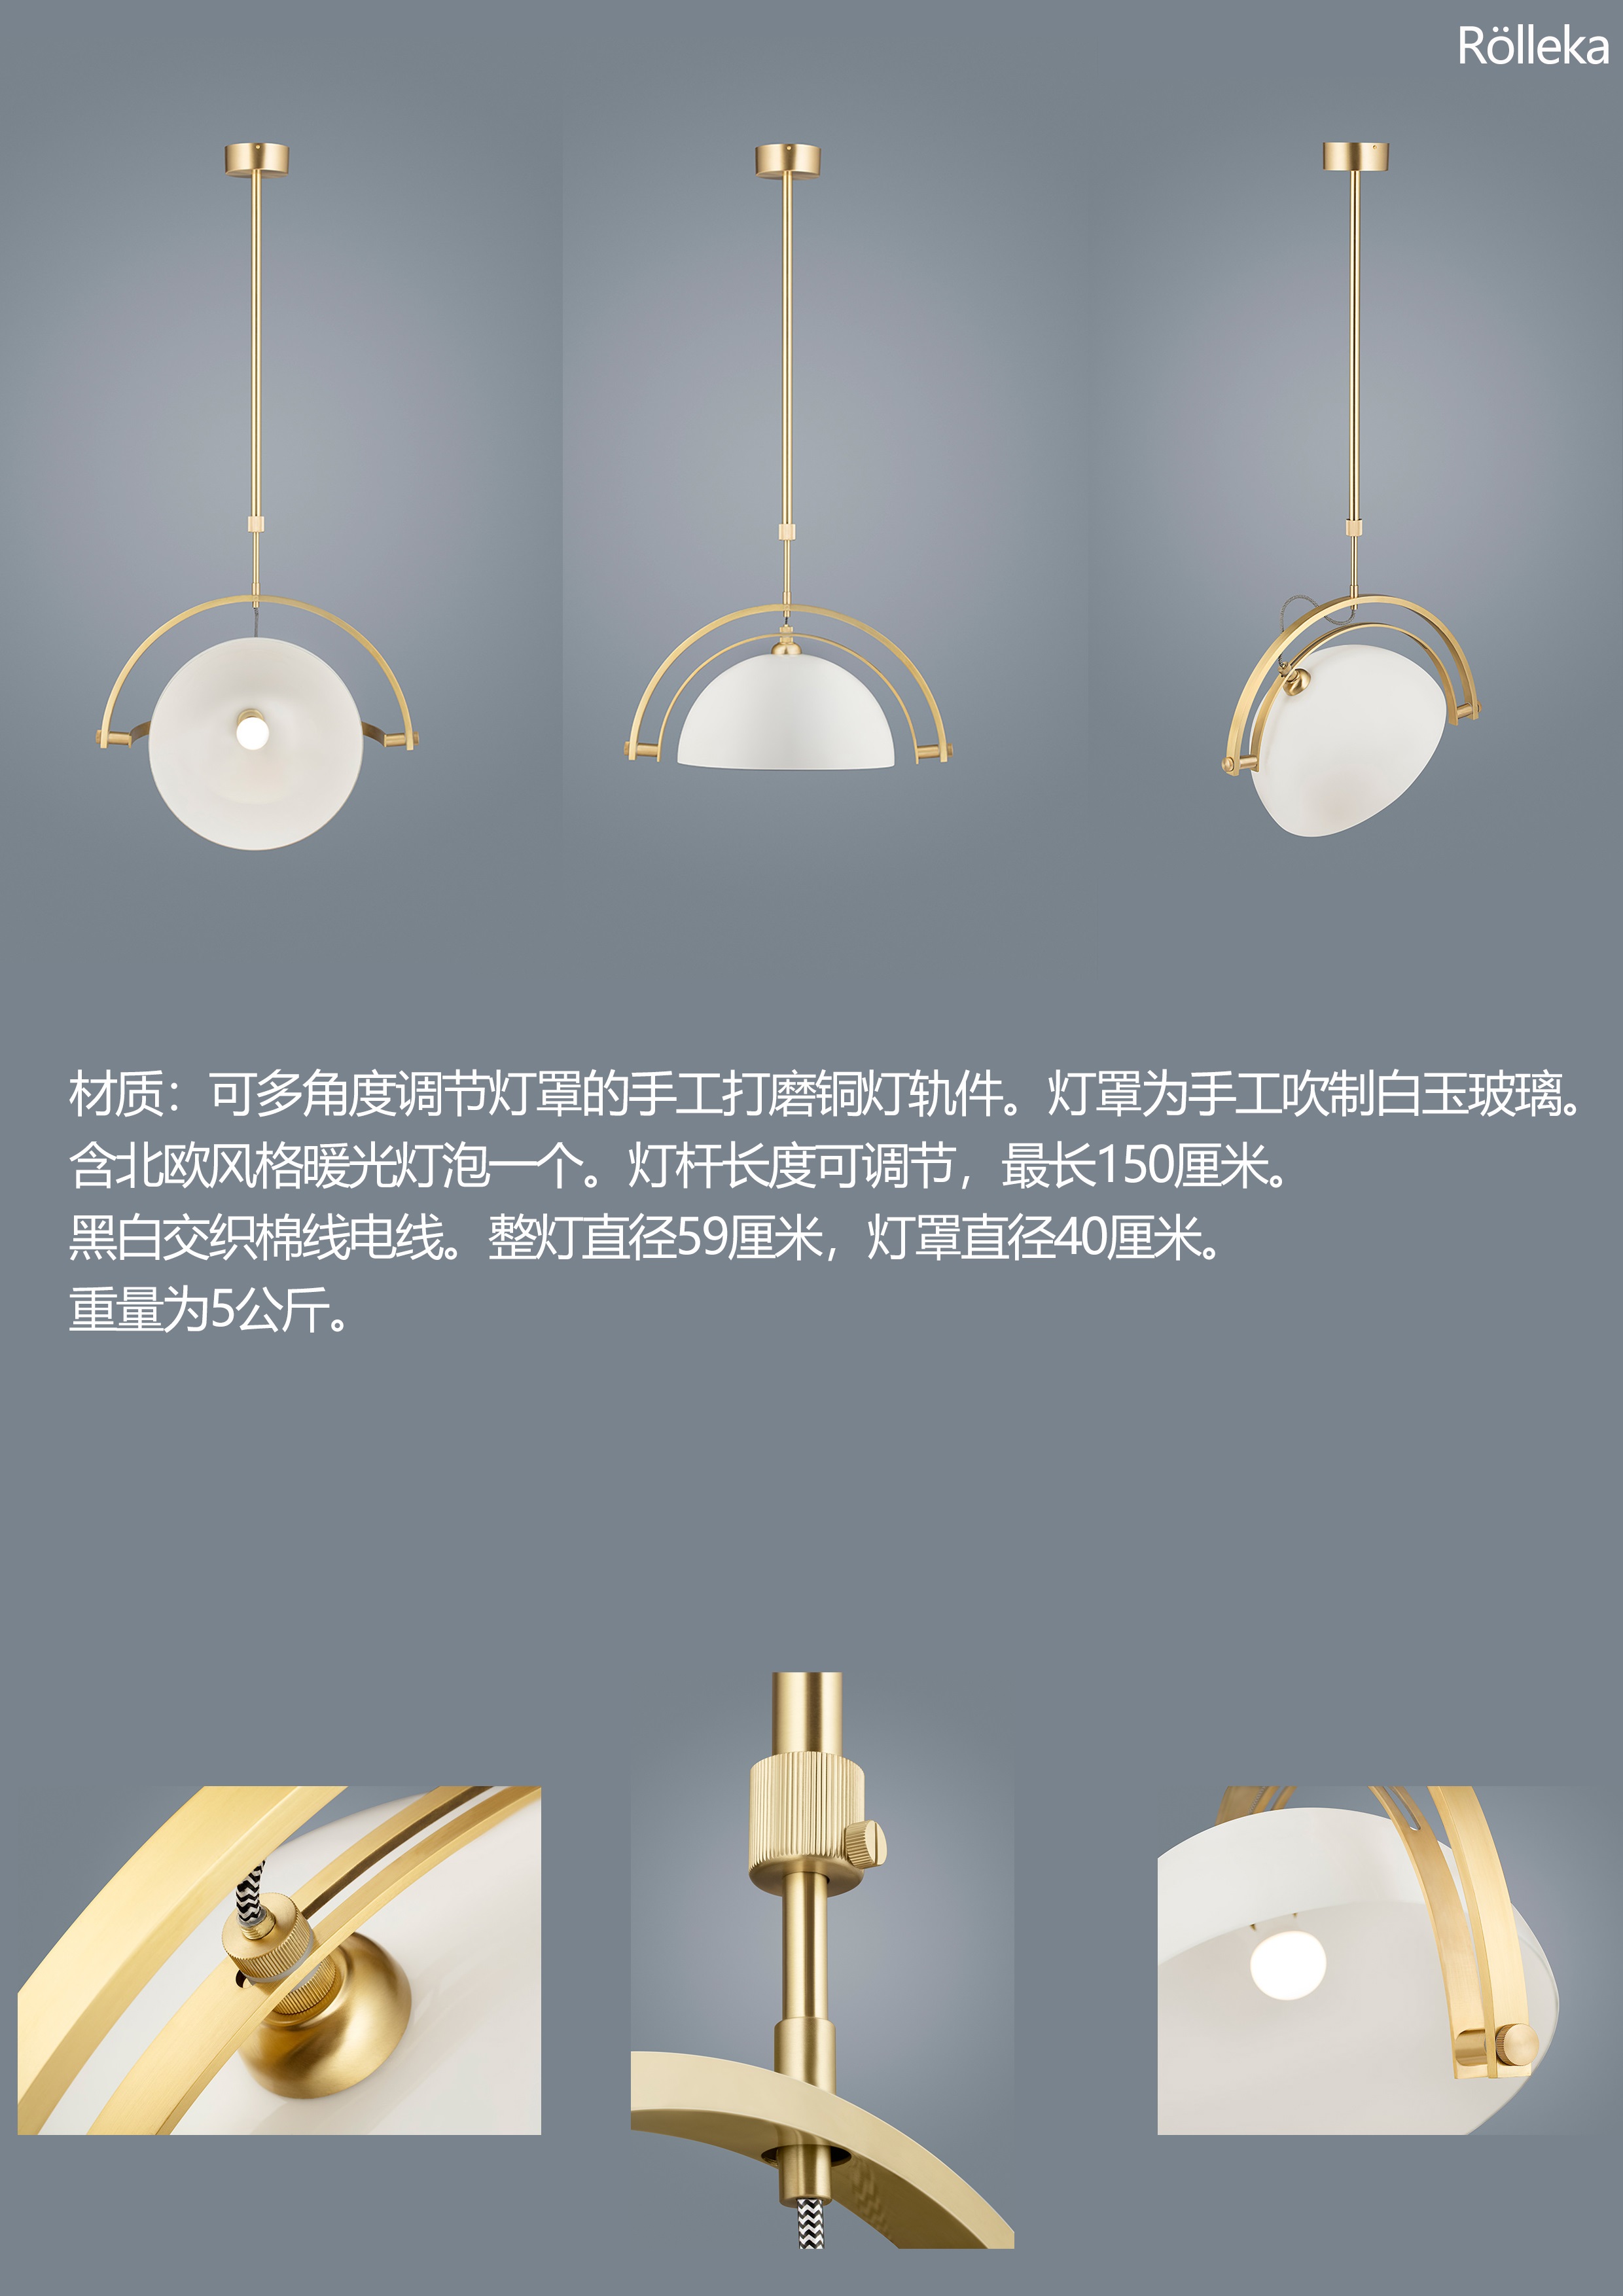 Rölleka
材质：可多角度调节灯罩的手工打磨铜灯轨件。灯罩为手工吹制白玉玻璃。
含北欧风格暖光灯泡一个。灯杆长度可调节，最长150厘米。
黑白交织棉线电线。整灯直径59厘米，灯罩直径40厘米。
重量为5公斤。